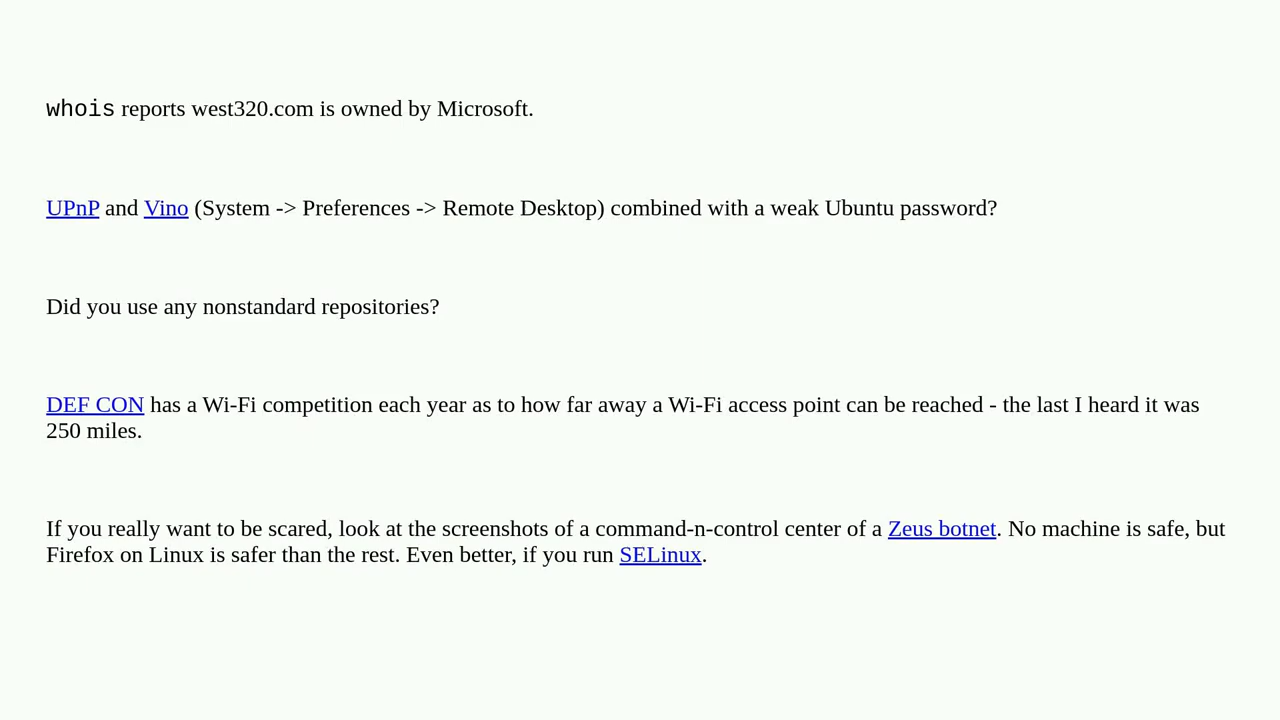 whois reports west320.com is owned by Microsoft.
UPnP and Vino (System -> Preferences -> Remote Desktop) combined with a weak Ubuntu password?
Did you use any nonstandard repositories?
DEF CON has a Wi-Fi competition each year as to how far away a Wi-Fi access point can be reached - the last I heard it was
250 miles.
If you really want to be scared, look at the screenshots of a command-n-control center of a Zeus botnet. No machine is safe, but
Firefox on Linux is safer than the rest. Even better, if you run SELinux.